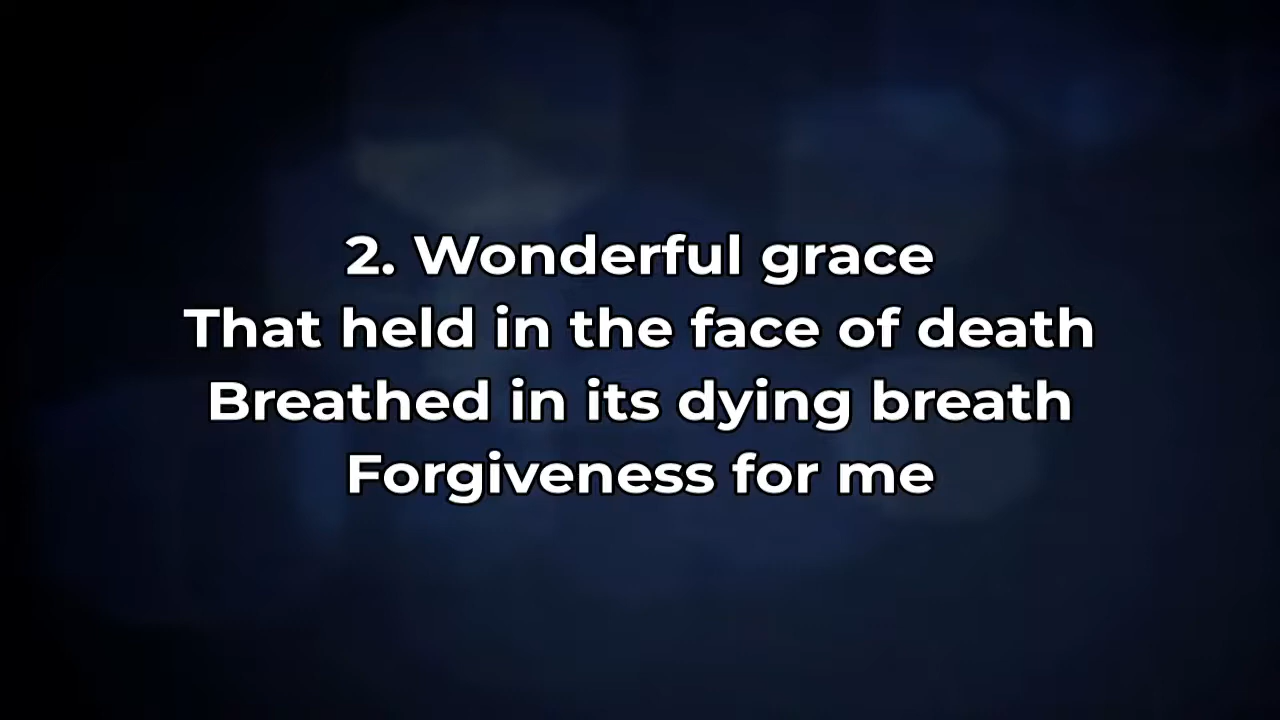 2. Wonderful grace
That held in the face of death
Breathed in its dying breath
Forgiveness for me